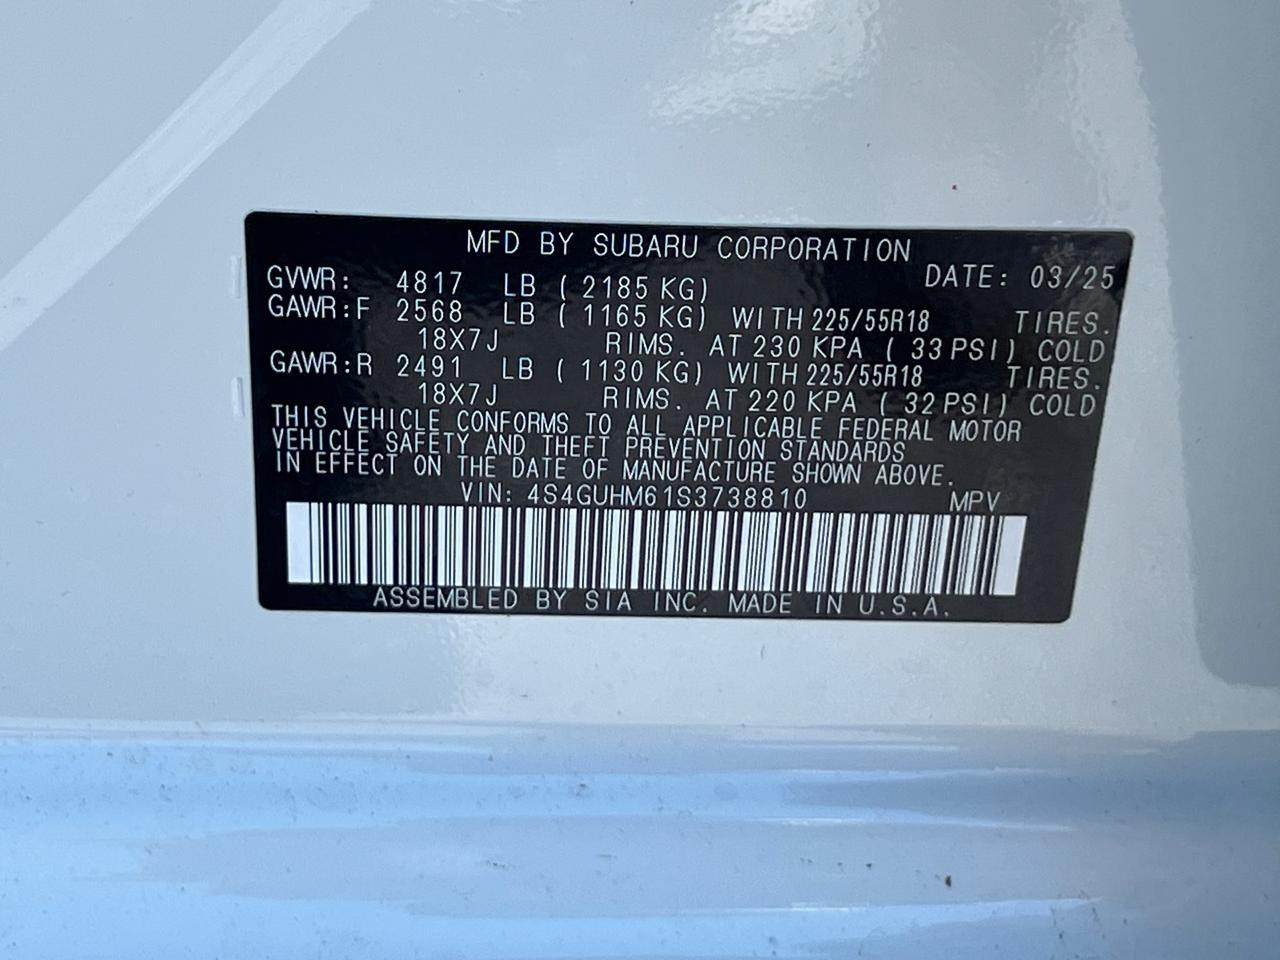 MFD BY SUBARU CORPORATION
GVWR: 4817 LB ( 2185 KG) DATE: 03/25
GAWR:F 2568 LB ( 1165 KG) WITH 225/55R18 TIRES.
18X7J RIMS. AT 230 KPA ( 33 PSI) COLD
GAWR:R 2491 LB ( 1130 KG) WITH 225/55R18 TIRES.
18X7J RIMS. AT 220 KPA ( 32 PSI) COLD
THIS VEHICLE CONFORMS TO ALL APPLICABLE FEDERAL MOTOR
VEHICLE SAFETY AND THEFT PREVENTION STANDARDS
IN EFFECT ON THE DATE OF MANUFACTURE SHOWN ABOVE.
VIN: 4S4GUHM61S3738810 MPV
ASSEMBLED BY SIA INC. MADE IN U.S.A.